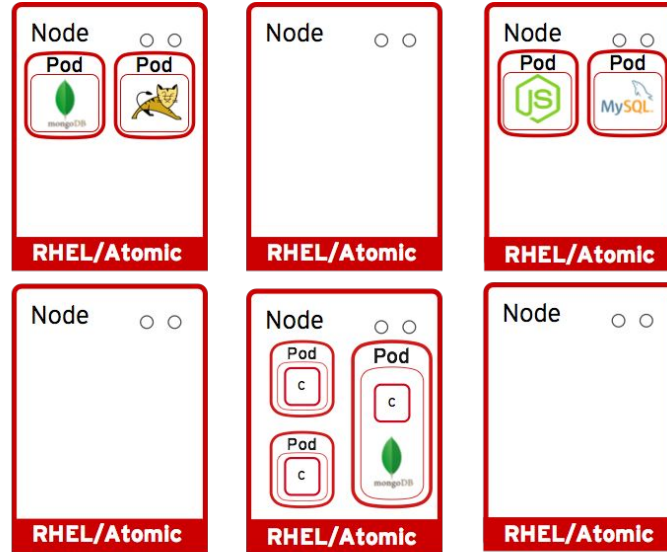 Node
Pod
mongoDB
Pod
RHEL/Atomic
Node
RHEL/Atomic
Node
Pod
JS
Pod
MySQL
RHEL/Atomic
Node
RHEL/Atomic
Node
Pod
c
Pod
c
Pod
c
mongoDB
RHEL/Atomic
Node
RHEL/Atomic